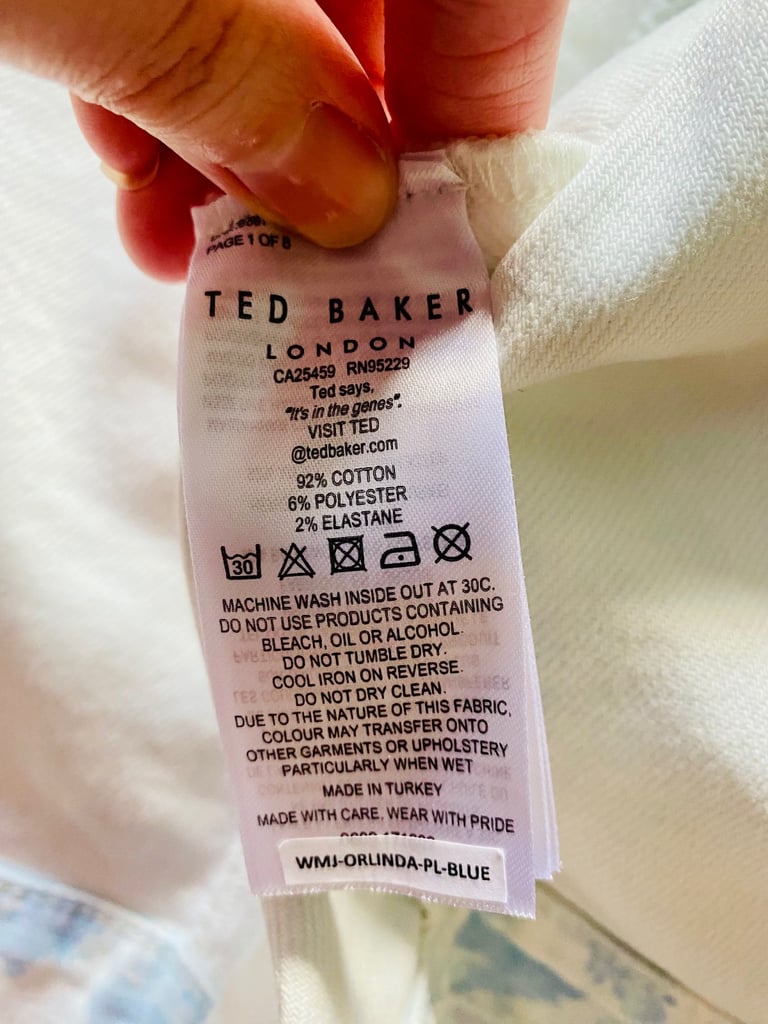 PAGE 1 OF 8
TED BAKER
LONDON
CA25459 RN95229
Ted says,
"It's in the genes".
VISIT TED
@tedbaker.com
92% COTTON
6% POLYESTER
2% ELASTANE
30
MACHINE WASH INSIDE OUT AT 30C.
DO NOT USE PRODUCTS CONTAINING
BLEACH, OIL OR ALCOHOL.
DO NOT TUMBLE DRY.
COOL IRON ON REVERSE.
DO NOT DRY CLEAN.
DUE TO THE NATURE OF THIS FABRIC,
COLOUR MAY TRANSFER ONTO
OTHER GARMENTS OR UPHOLSTERY
PARTICULARLY WHEN WET
MADE IN TURKEY
MADE WITH CARE, WEAR WITH PRIDE
WMJ-ORLINDA-PL-BLUE